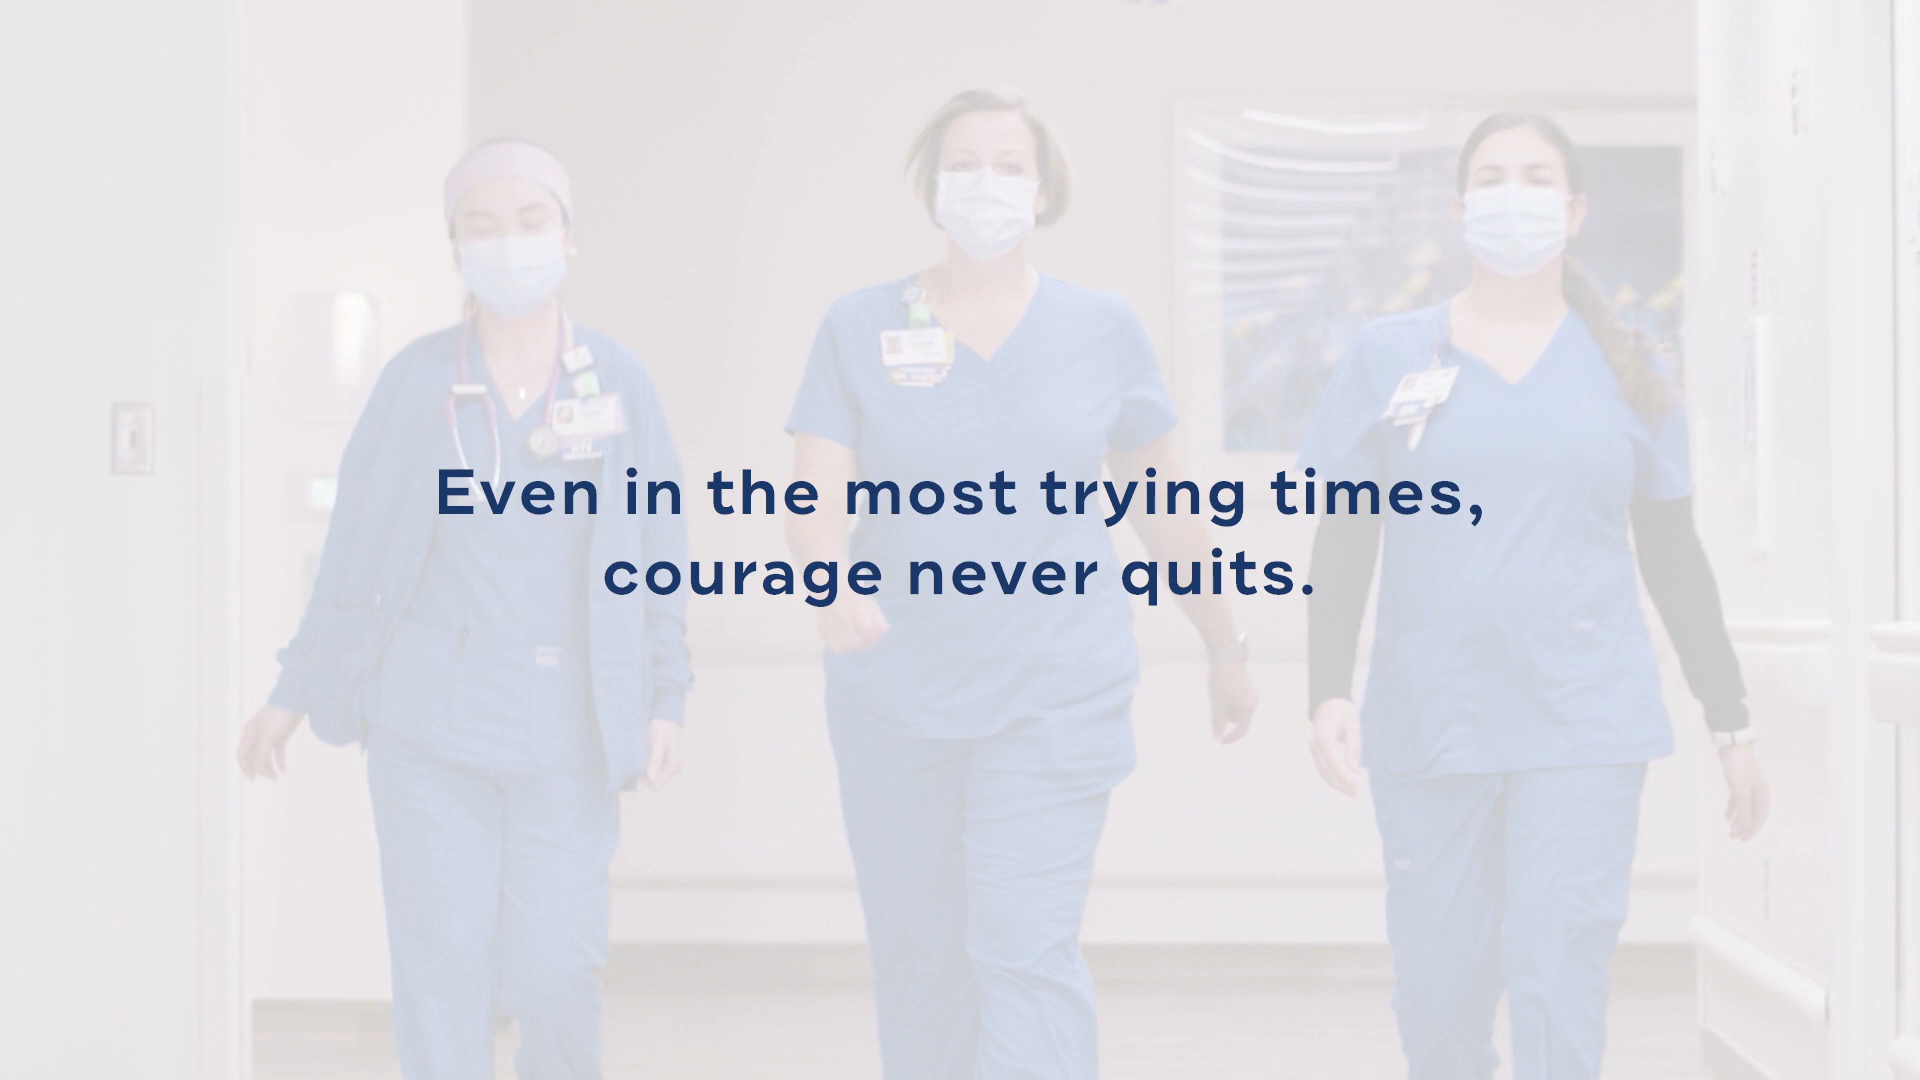 Even in the most trying times,
courage never quits.